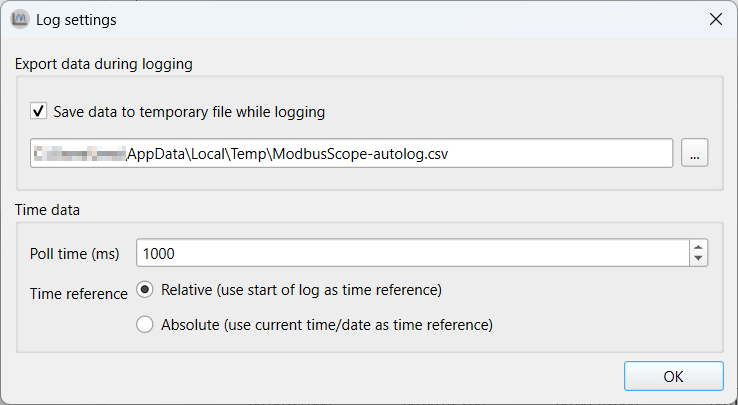 Log settings
Export data during logging
Save data to temporary file while logging
\AppData\Local\Temp\ModbusScope-autolog.csv
...
Time data
Poll time (ms)
1000
Time reference
Relative (use start of log as time reference)
Absolute (use current time/date as time reference)
OK